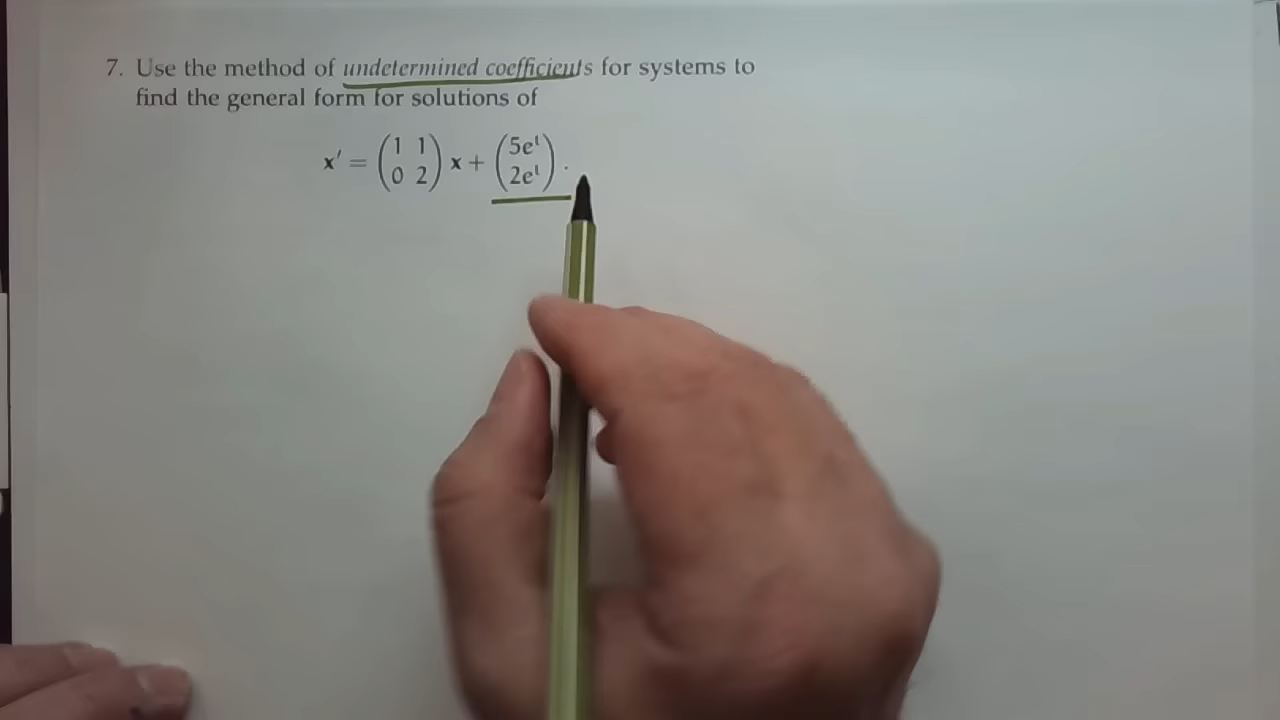 7. Use the method of undetermined coefficients for systems to
find the general form for solutions of
x′ = (1 1
0 2) x + (5eᵗ
2eᵗ).